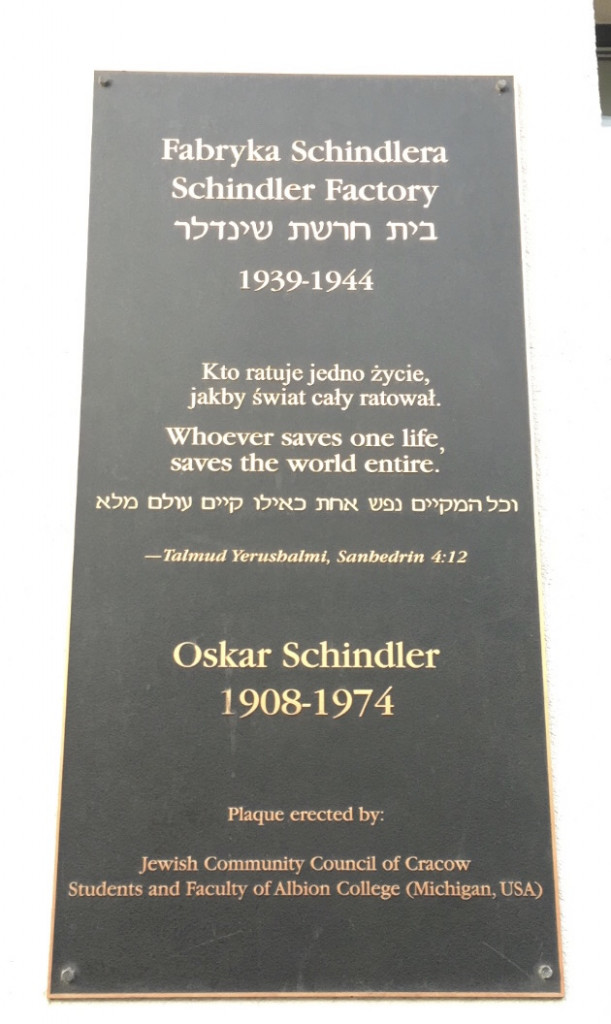 Fabryka Schindlera
Schindler Factory
בית חרשת שינדלר
1939-1944
Kto ratuje jedno życie,
jakby świat cały ratował.
Whoever saves one life,
saves the world entire.
וכל המקיים נפש אחת כאילו קיים עולם מלא
—Talmud Yerushalmi, Sanhedrin 4:12
Oskar Schindler
1908-1974
Plaque erected by:
Jewish Community Council of Cracow
Students and Faculty of Albion College (Michigan, USA)